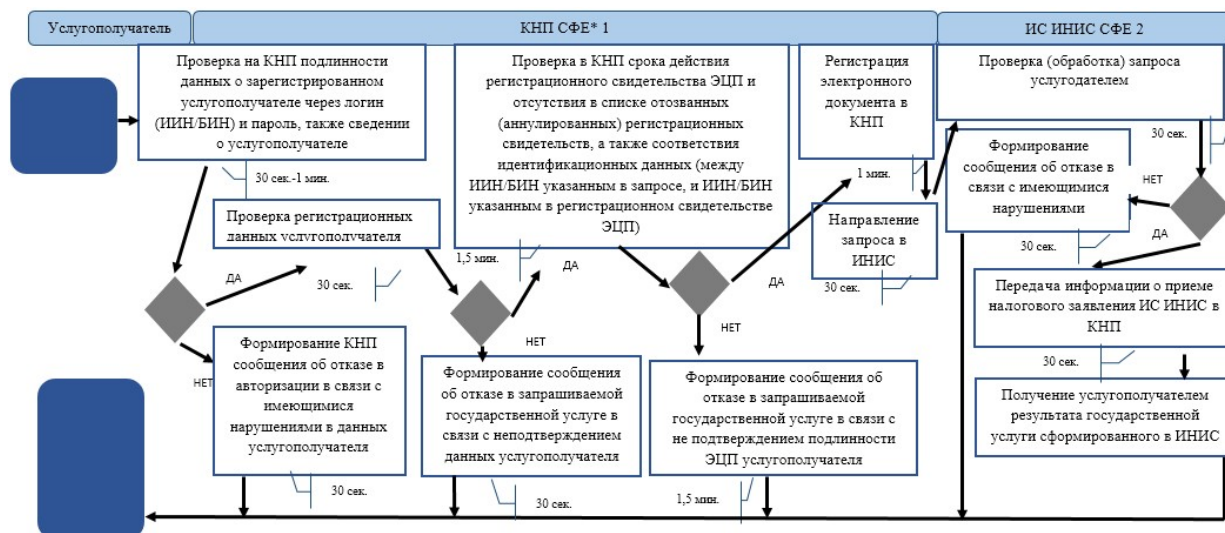 Услугополучатель
КНП СФЕ* 1
ИС ИНИС СФЕ 2
Проверка на КНП подлинности
данных о зарегистрированном
услугополучателе через логин
(ИИН/БИН) и пароль, также сведении
о услугополучателе
30 сек.-1 мин.
Проверка регистрационных
данных услугополучателя
30 сек.
ДА
НЕТ
Формирование КНП
сообщения об отказе в
авторизации в связи с
имеющимися
нарушениями в данных
услугополучателя
30 сек.
Проверка в КНП срока действия
регистрационного свидетельства ЭЦП и
отсутствия в списке отозванных
(аннулированных) регистрационных
свидетельств, а также соответствия
идентификационных данных (между
ИИН/БИН указанным в запросе, и ИИН/БИН
указанным в регистрационном свидетельстве
ЭЦП)
1,5 мин.
ДА
НЕТ
Формирование сообщения
об отказе в запрашиваемой
государственной услуге в
связи с неподтверждением
данных услугополучателя
30 сек.
Регистрация
электронного
документа в
КНП
1 мин.
Направление
запроса в
ИНИС
30 сек.
ДА
НЕТ
Формирование сообщения об
отказе в запрашиваемой
государственной услуге в связи с
не подтверждением подлинности
ЭЦП услугополучателя
1,5 мин.
Проверка (обработка) запроса
услугодателем
30 сек.
Формирование
сообщения об отказе в
связи с имеющимися
нарушениями
НЕТ
ДА
30 сек.
Передача информации о приеме
налогового заявления ИС ИНИС в
КНП
30 сек.
Получение услугополучателем
результата государственной
услуги сформированного в ИНИС